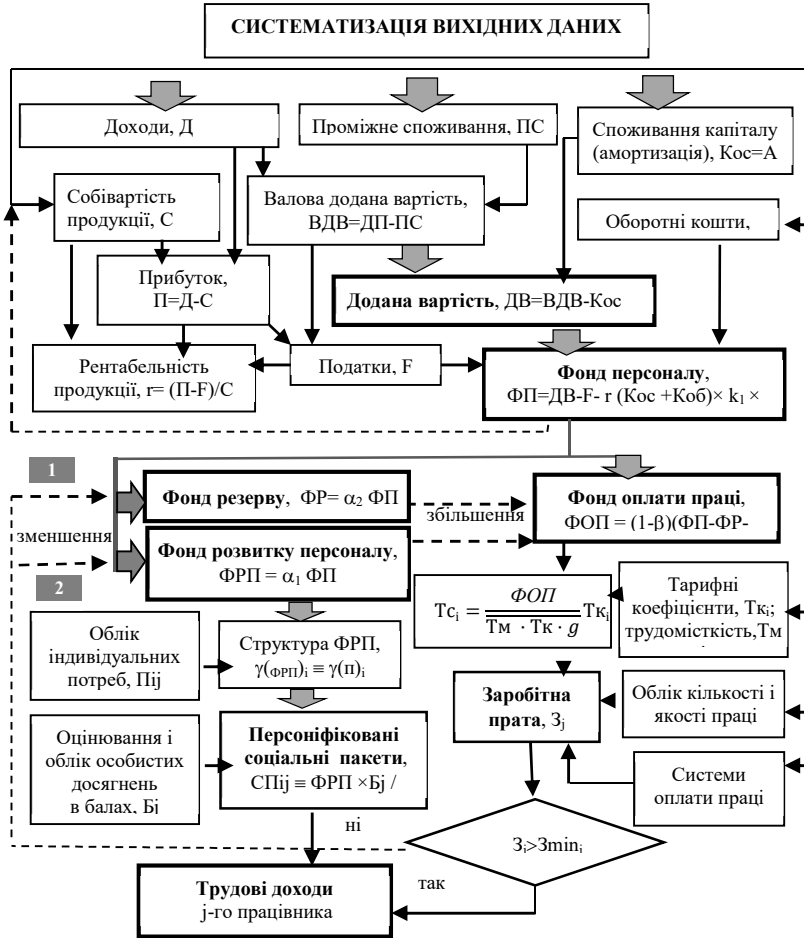 СИСТЕМАТИЗАЦІЯ ВИХІДНИХ ДАНИХ
Доходи, Д
Проміжне споживання, ПС
Споживання капіталу
(амортизація), Кос=А
Собівартість
продукції, С
Валова додана вартість,
ВДВ=ДП-ПС
Оборотні кошти,
Прибуток,
П=Д-С
Додана вартість, ДВ=ВДВ-Кос
Рентабельність
продукції, r= (П-F)/С
Податки, F
Фонд персоналу,
ФП=ДВ-F- r (Кос +Коб)× k₁ ×
1
Фонд резерву, ФР= α₂ ФП
збільшення
Фонд оплати праці,
ФОП = (1-β)(ФП-ФР-
зменшення
Фонд розвитку персоналу,
ФРП = α₁ ФП
2
Тсᵢ = ФОП / Тм · Тк · g Ткᵢ
Тарифні
коефіцієнти, Ткᵢ;
трудомісткість,Тм
Облік
індивідуальних
потреб, Пij
Структура ФРП,
γ(ФРП)ᵢ ≡ γ(п)ᵢ
Заробітна
прата, Зⱼ
Облік кількості і
якості праці
Оцінювання і
облік особистих
досягнень
в балах, Бj
Персоніфіковані
соціальні пакети,
СПij ≡ ФРП ×Бj /
Системи
оплати праці
ні
Зᵢ>Зminᵢ
Трудові доходи
j-го працівника
так